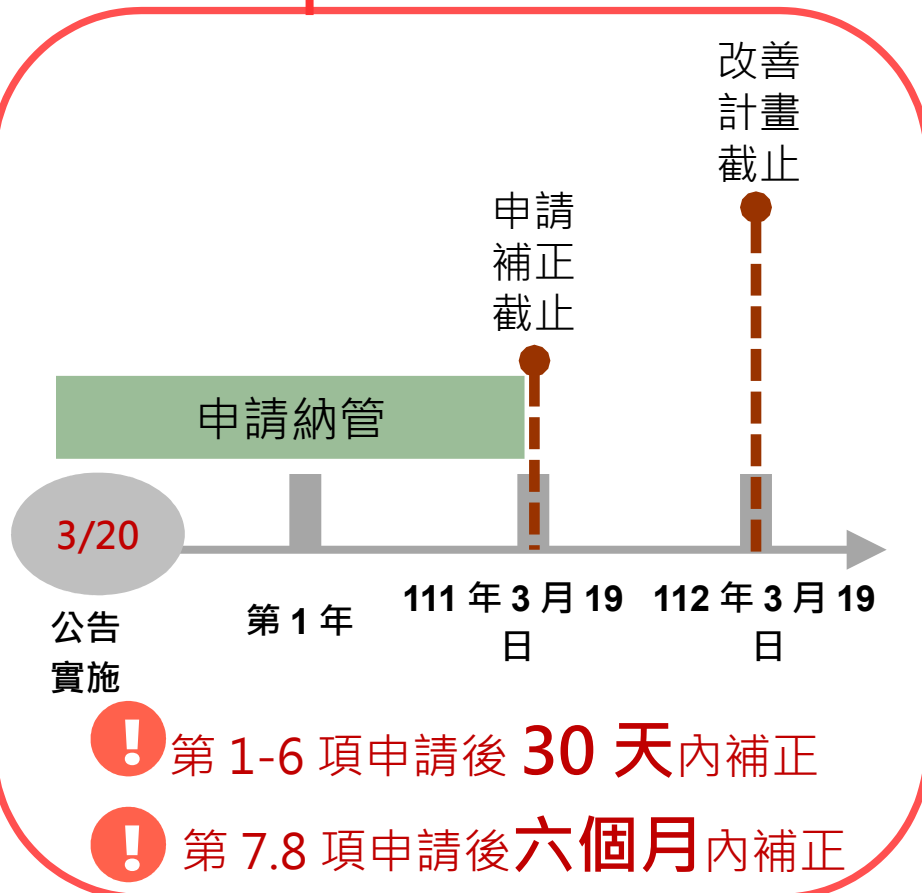 改善
計畫
截止
申請
補正
截止
申請納管
3/20
公告
實施
第 1 年
111 年 3 月 19
日
112 年 3 月 19
日
! 第 1-6 項申請後 30 天內補正
! 第 7.8 項申請後六個月內補正